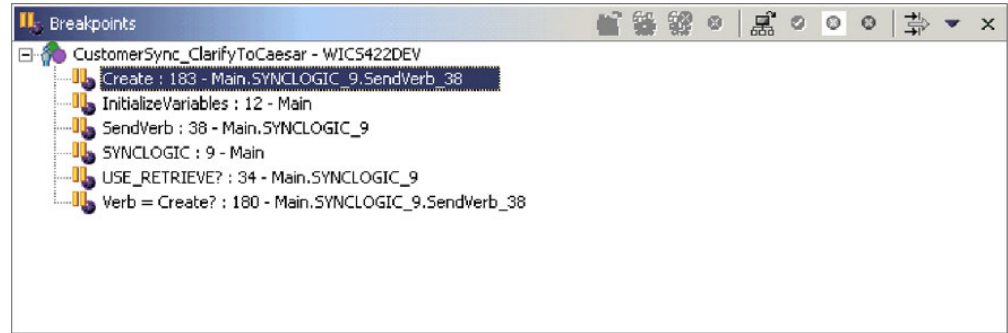 Breakpoints
CustomerSync_ClarifyToCaesar - WICS422DEV
Create : 183 - Main.SYNCLOGIC_9.SendVerb_38
InitializeVariables : 12 - Main
SendVerb : 38 - Main.SYNCLOGIC_9
SYNCLOGIC : 9 - Main
USE_RETRIEVE? : 34 - Main.SYNCLOGIC_9
Verb = Create? : 180 - Main.SYNCLOGIC_9.SendVerb_38